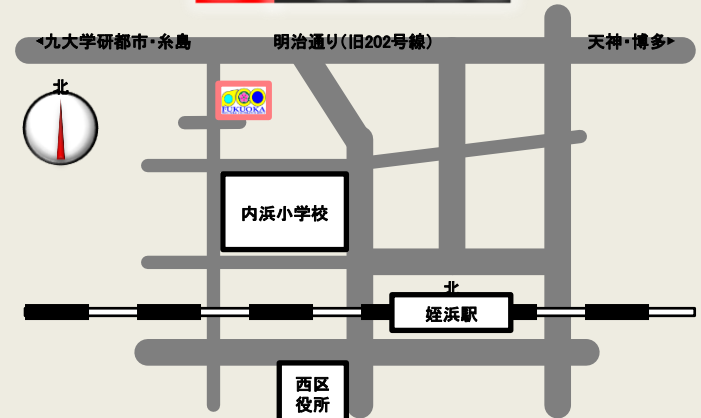 ◂九大学研都市・糸島
明治通り(旧202号線)
天神・博多▸
北
FUKUOKA
内浜小学校
北
姪浜駅
西区
役所